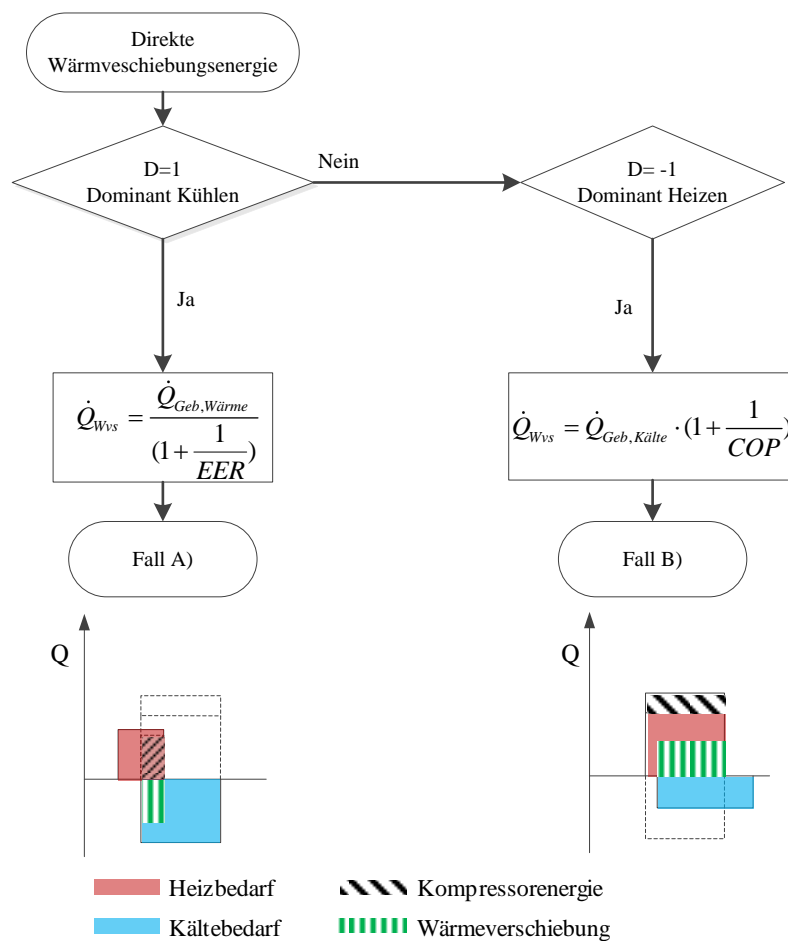 Direkte
Wärmveschiebungsenergie
D=1
Dominant Kühlen
Nein
D= -1
Dominant Heizen
Ja
Ja
Q̇_Wvs = Q̇_Geb,Wärme / (1 + 1/EER)
Q̇_Wvs = Q̇_Geb,Kälte · (1 + 1/COP)
Fall A)
Fall B)
Q
Q
Heizbedarf
Kompressorenergie
Kältebedarf
Wärmeverschiebung